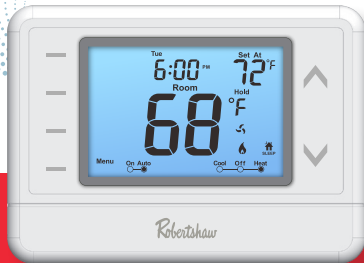 Tue
Set At
6:00 PM
72°F
Room
Hold
68
°F
SLEEP
Menu
On Auto
Cool Off Heat
Robertshaw